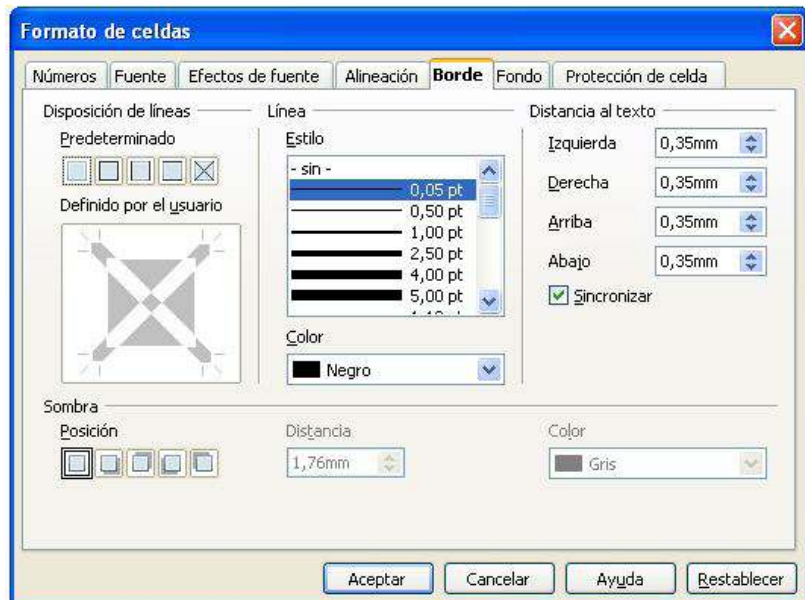 Formato de celdas
Números Fuente Efectos de fuente Alineación Borde Fondo Protección de celda
Disposición de líneas
Predeterminado
Definido por el usuario
Línea
Estilo
- sin -
0,05 pt
0,50 pt
1,00 pt
2,50 pt
4,00 pt
5,00 pt
Color
Negro
Distancia al texto
Izquierda 0,35mm
Derecha 0,35mm
Arriba 0,35mm
Abajo 0,35mm
Sincronizar
Sombra
Posición
Distancia
1,76mm
Color
Gris
Aceptar Cancelar Ayuda Restablecer